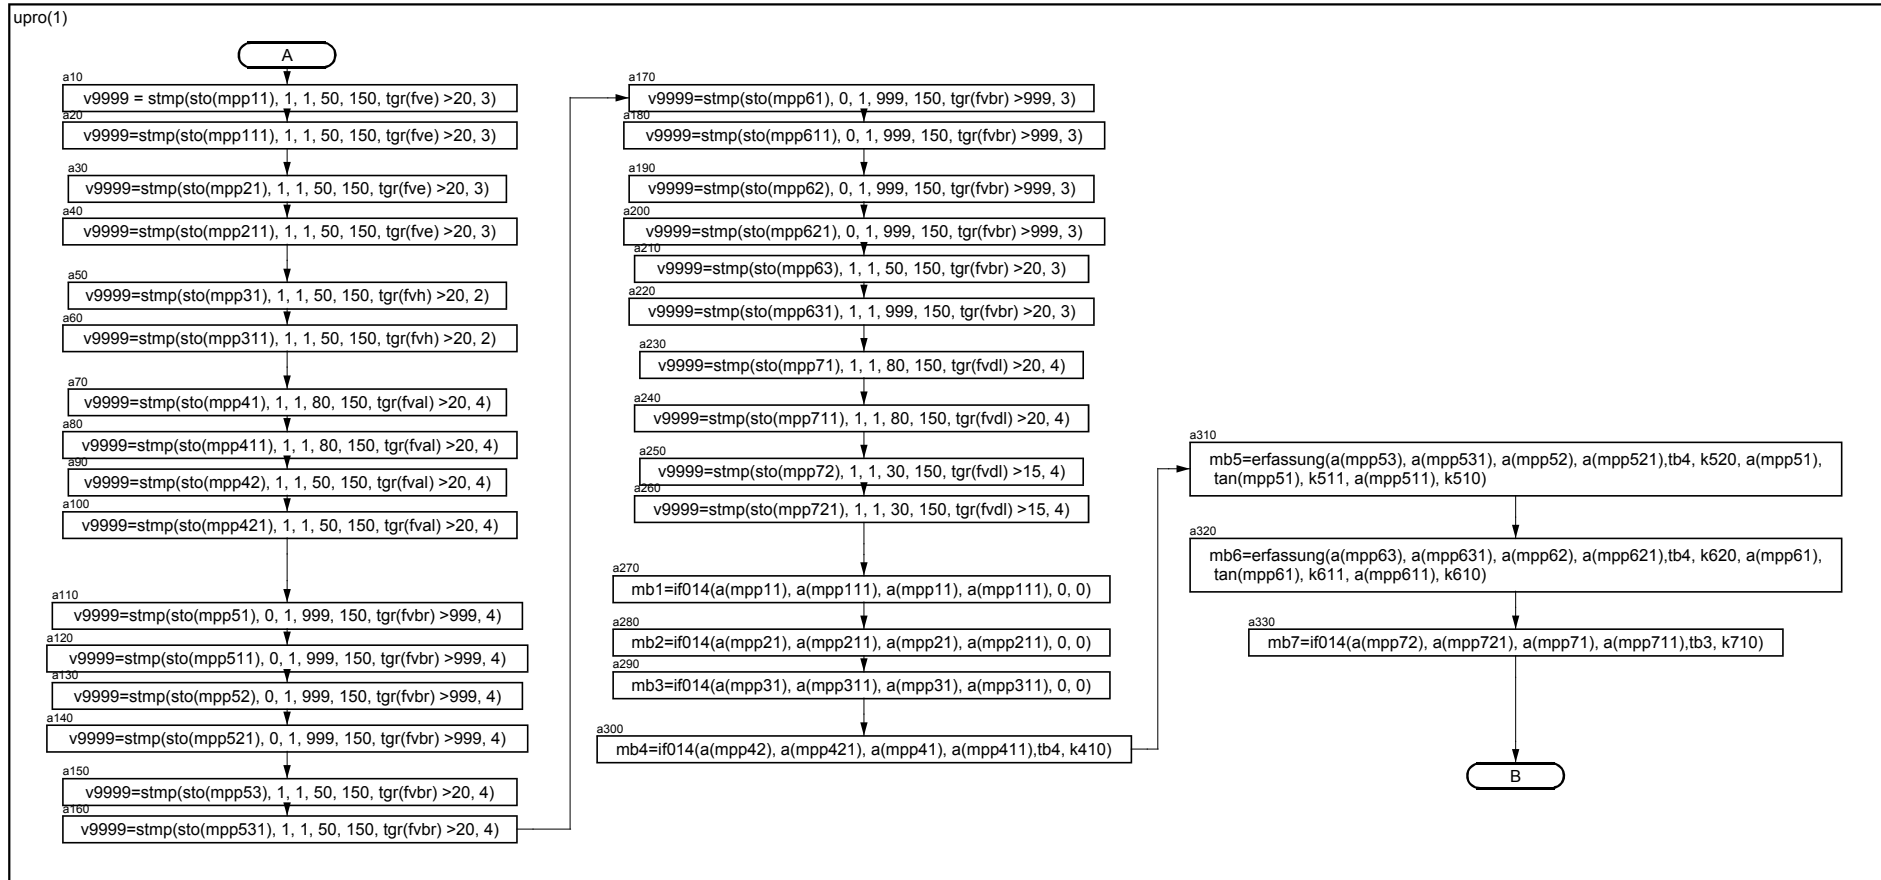 upro(1)
A
a10
v9999 = stmp(sto(mpp11), 1, 1, 50, 150, tgr(fve) >20, 3)
a20
v9999=stmp(sto(mpp111), 1, 1, 50, 150, tgr(fve) >20, 3)
a30
v9999=stmp(sto(mpp21), 1, 1, 50, 150, tgr(fve) >20, 3)
a40
v9999=stmp(sto(mpp211), 1, 1, 50, 150, tgr(fve) >20, 3)
a50
v9999=stmp(sto(mpp31), 1, 1, 50, 150, tgr(fvh) >20, 2)
a60
v9999=stmp(sto(mpp311), 1, 1, 50, 150, tgr(fvh) >20, 2)
a70
v9999=stmp(sto(mpp41), 1, 1, 80, 150, tgr(fval) >20, 4)
a80
v9999=stmp(sto(mpp411), 1, 1, 80, 150, tgr(fval) >20, 4)
a90
v9999=stmp(sto(mpp42), 1, 1, 50, 150, tgr(fval) >20, 4)
a100
v9999=stmp(sto(mpp421), 1, 1, 50, 150, tgr(fval) >20, 4)
a110
v9999=stmp(sto(mpp51), 0, 1, 999, 150, tgr(fvbr) >999, 4)
a120
v9999=stmp(sto(mpp511), 0, 1, 999, 150, tgr(fvbr) >999, 4)
a130
v9999=stmp(sto(mpp52), 0, 1, 999, 150, tgr(fvbr) >999, 4)
a140
v9999=stmp(sto(mpp521), 0, 1, 999, 150, tgr(fvbr) >999, 4)
a150
v9999=stmp(sto(mpp53), 1, 1, 50, 150, tgr(fvbr) >20, 4)
a160
v9999=stmp(sto(mpp531), 1, 1, 50, 150, tgr(fvbr) >20, 4)
a170
v9999=stmp(sto(mpp61), 0, 1, 999, 150, tgr(fvbr) >999, 3)
a180
v9999=stmp(sto(mpp611), 0, 1, 999, 150, tgr(fvbr) >999, 3)
a190
v9999=stmp(sto(mpp62), 0, 1, 999, 150, tgr(fvbr) >999, 3)
a200
v9999=stmp(sto(mpp621), 0, 1, 999, 150, tgr(fvbr) >999, 3)
a210
v9999=stmp(sto(mpp63), 1, 1, 50, 150, tgr(fvbr) >20, 3)
a220
v9999=stmp(sto(mpp631), 1, 1, 999, 150, tgr(fvbr) >20, 3)
a230
v9999=stmp(sto(mpp71), 1, 1, 80, 150, tgr(fvdl) >20, 4)
a240
v9999=stmp(sto(mpp711), 1, 1, 80, 150, tgr(fvdl) >20, 4)
a250
v9999=stmp(sto(mpp72), 1, 1, 30, 150, tgr(fvdl) >15, 4)
a260
v9999=stmp(sto(mpp721), 1, 1, 30, 150, tgr(fvdl) >15, 4)
a270
mb1=if014(a(mpp11), a(mpp111), a(mpp11), a(mpp111), 0, 0)
a280
mb2=if014(a(mpp21), a(mpp211), a(mpp21), a(mpp211), 0, 0)
a290
mb3=if014(a(mpp31), a(mpp311), a(mpp31), a(mpp311), 0, 0)
a300
mb4=if014(a(mpp42), a(mpp421), a(mpp41), a(mpp411),tb4, k410)
a310
mb5=erfassung(a(mpp53), a(mpp531), a(mpp52), a(mpp521),tb4, k520, a(mpp51),
tan(mpp51), k511, a(mpp511), k510)
a320
mb6=erfassung(a(mpp63), a(mpp631), a(mpp62), a(mpp621),tb4, k620, a(mpp61),
tan(mpp61), k611, a(mpp611), k610)
a330
mb7=if014(a(mpp72), a(mpp721), a(mpp71), a(mpp711),tb3, k710)
B